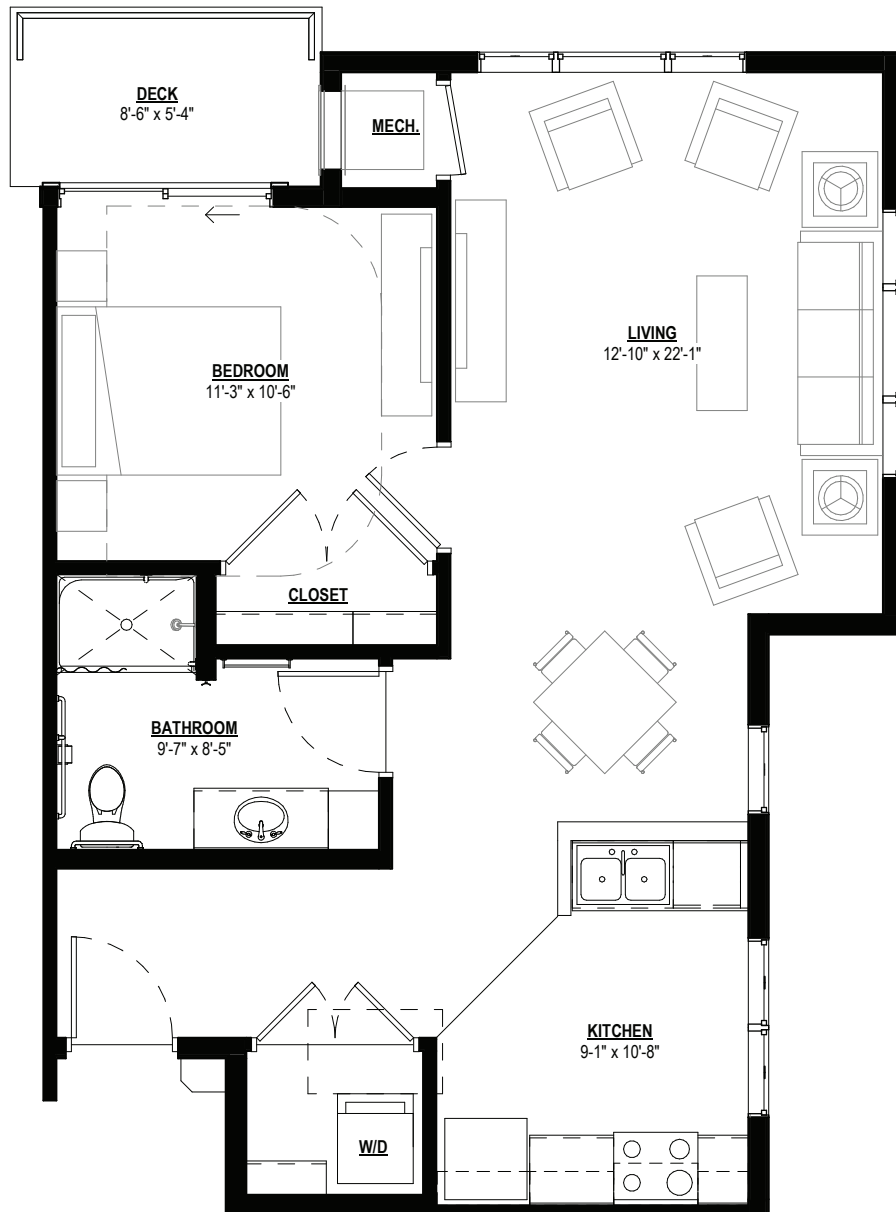 DECK
8'-6" x 5'-4"
MECH.
LIVING
12'-10" x 22'-1"
BEDROOM
11'-3" x 10'-6"
CLOSET
BATHROOM
9'-7" x 8'-5"
KITCHEN
9-1" x 10'-8"
W/D